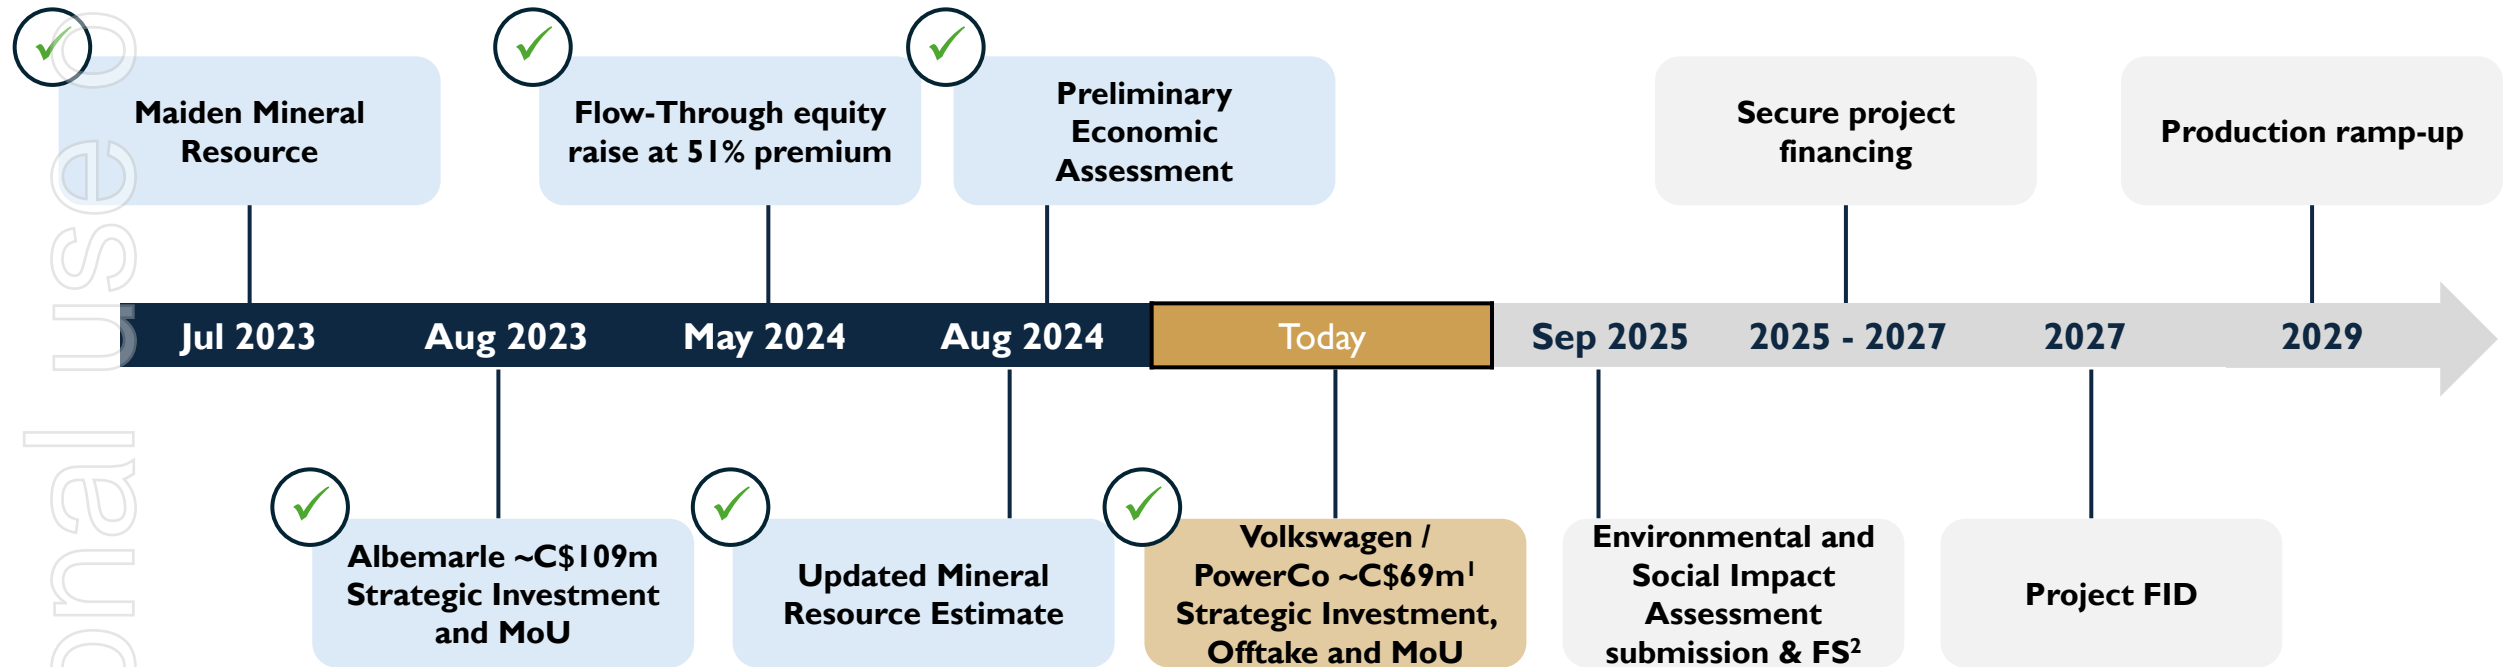 Maiden Mineral
Resource
Flow-Through equity
raise at 51% premium
Preliminary
Economic
Assessment
Secure project
financing
Production ramp-up
Jul 2023
Aug 2023
May 2024
Aug 2024
Today
Sep 2025
2025 - 2027
2027
2029
Albemarle ~C$109m
Strategic Investment
and MoU
Updated Mineral
Resource Estimate
Volkswagen /
PowerCo ~C$69m¹
Strategic Investment,
Offtake and MoU
Environmental and
Social Impact
Assessment
submission & FS²
Project FID
onal use o